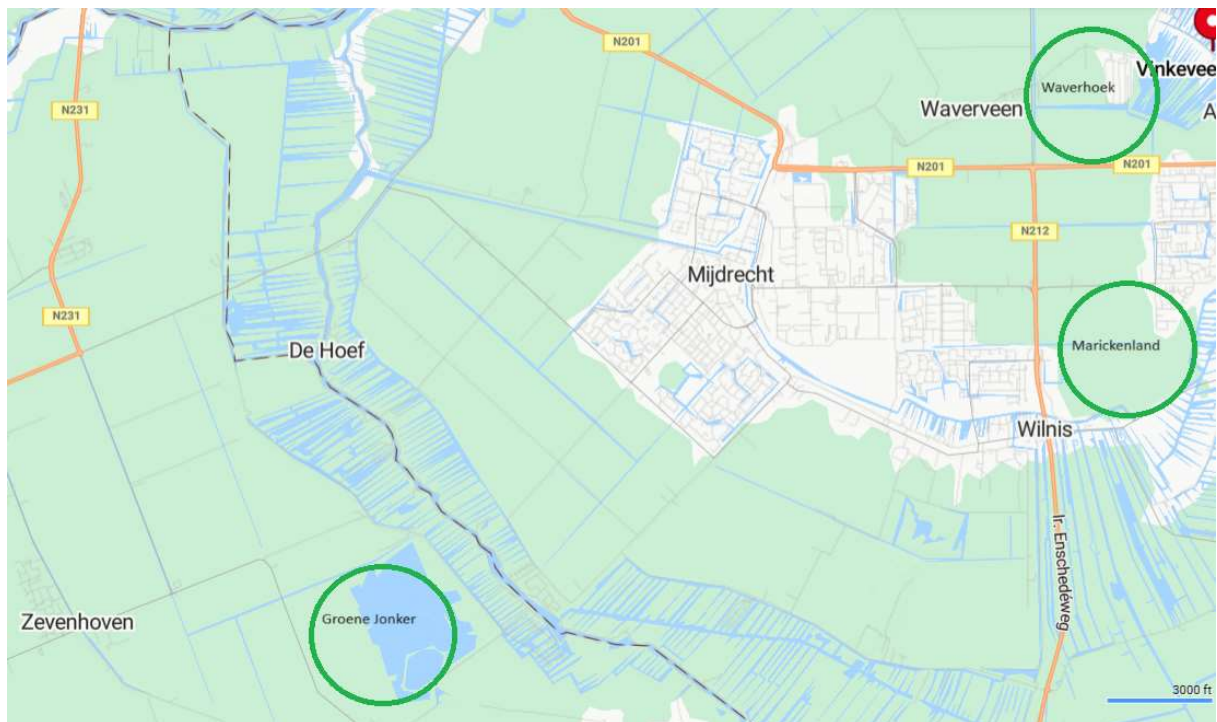 N201
Waverhoek
Vinkevee
N231
Waverveen
A
N201
N201
N212
Mijdrecht
N231
De Hoef
Marickenland
Wilnis
Ir. Enschedéweg
Groene Jonker
Zevenhoven
3000 ft